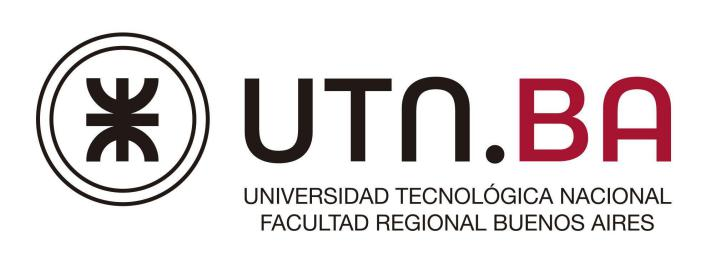 UTN.BA
UNIVERSIDAD TECNOLÓGICA NACIONAL
FACULTAD REGIONAL BUENOS AIRES